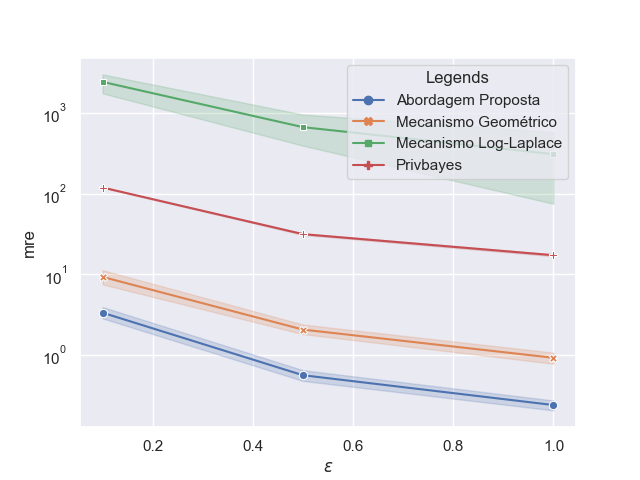 Legends
Abordagem Proposta
Mecanismo Geométrico
Mecanismo Log-Laplace
Privbayes
mre
10³
10²
10¹
10⁰
0.2 0.4 0.6 0.8 1.0
ε